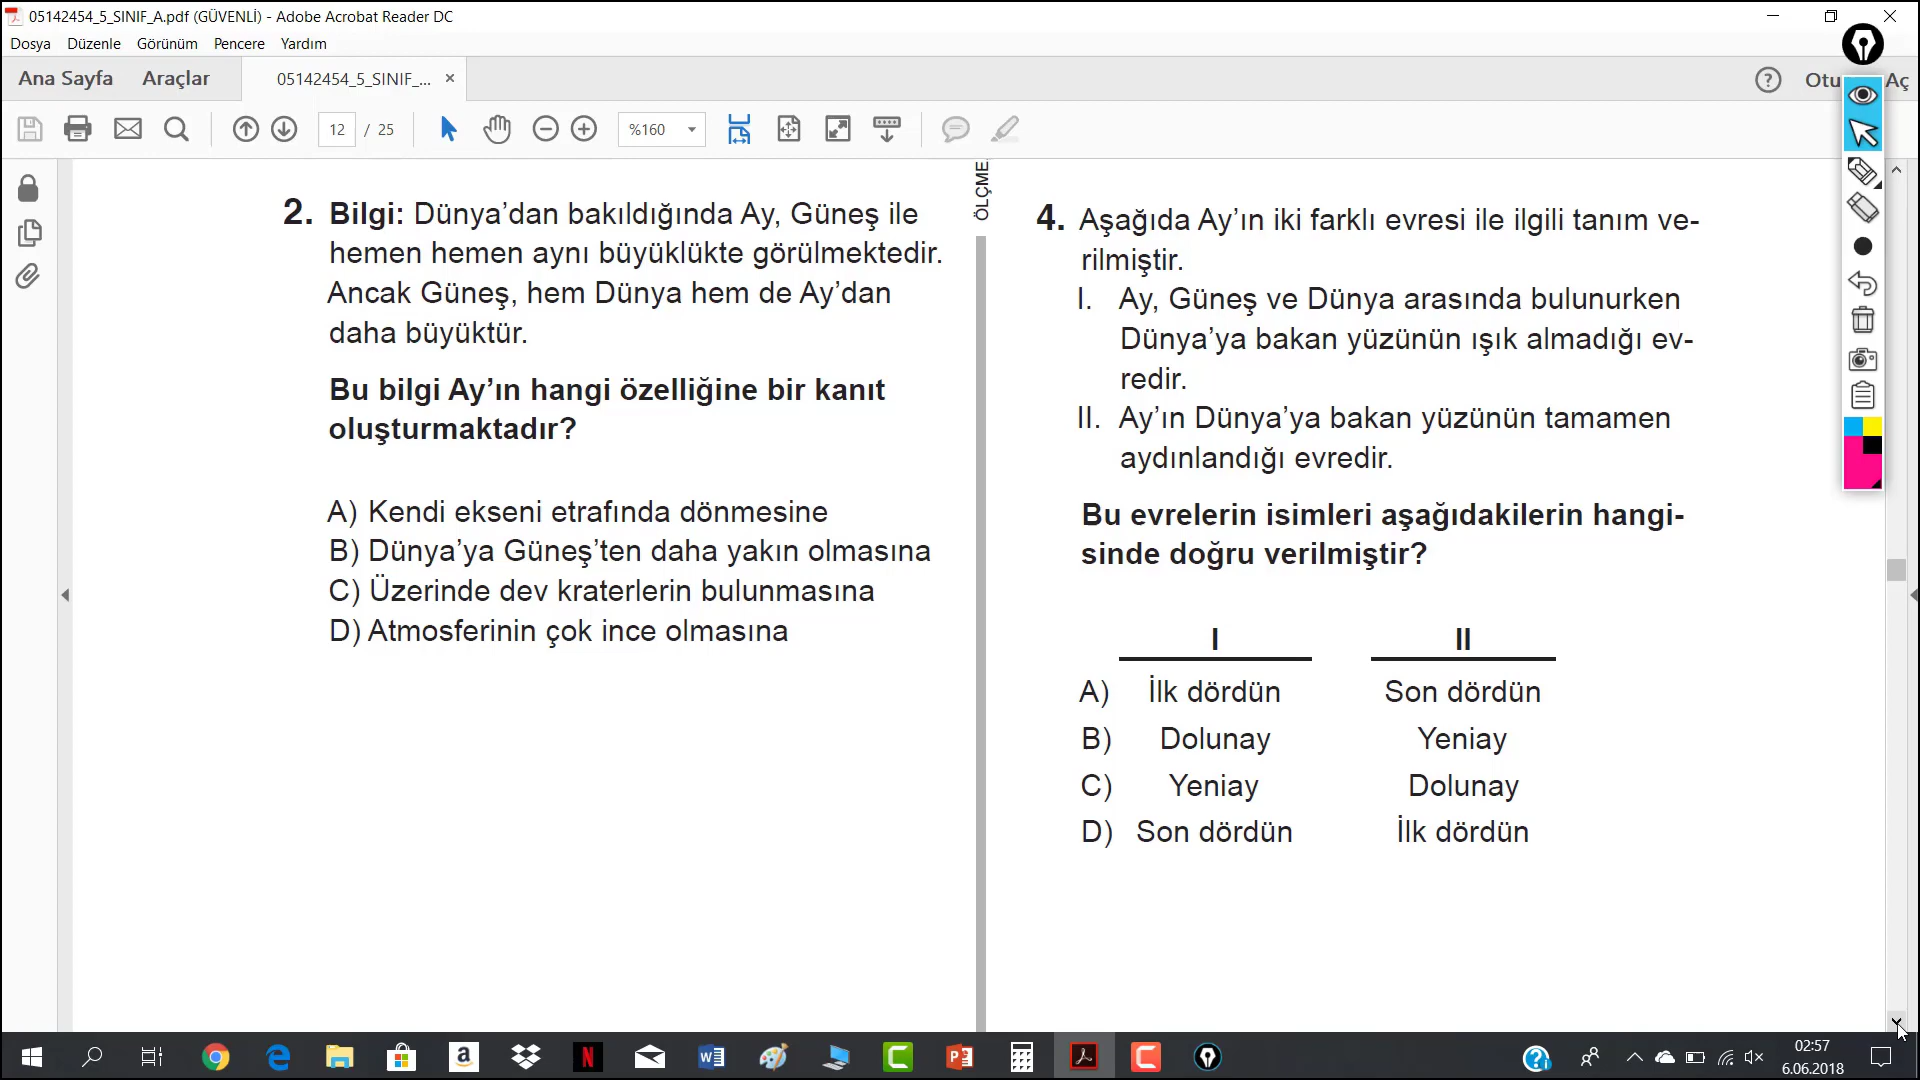 05142454_5_SINIF_A.pdf (GÜVENLİ) - Adobe Acrobat Reader DC
Dosya Düzenle Görünüm Pencere Yardım
Ana Sayfa Araçlar 05142454_5_SINIF_... × Otu Aç
12 / 25 %160
2. Bilgi: Dünya’dan bakıldığında Ay, Güneş ile
hemen hemen aynı büyüklükte görülmektedir.
Ancak Güneş, hem Dünya hem de Ay’dan
daha büyüktür.
Bu bilgi Ay’ın hangi özelliğine bir kanıt
oluşturmaktadır?
A) Kendi ekseni etrafında dönmesine
B) Dünya’ya Güneş’ten daha yakın olmasına
C) Üzerinde dev kraterlerin bulunmasına
D) Atmosferinin çok ince olmasına
ÖLÇME
4. Aşağıda Ay’ın iki farklı evresi ile ilgili tanım ve-
rilmiştir.
I. Ay, Güneş ve Dünya arasında bulunurken
Dünya’ya bakan yüzünün ışık almadığı ev-
redir.
II. Ay’ın Dünya’ya bakan yüzünün tamamen
aydınlandığı evredir.
Bu evrelerin isimleri aşağıdakilerin hangi-
sinde doğru verilmiştir?
I II
A) İlk dördün Son dördün
B) Dolunay Yeniay
C) Yeniay Dolunay
D) Son dördün İlk dördün
02:57
6.06.2018